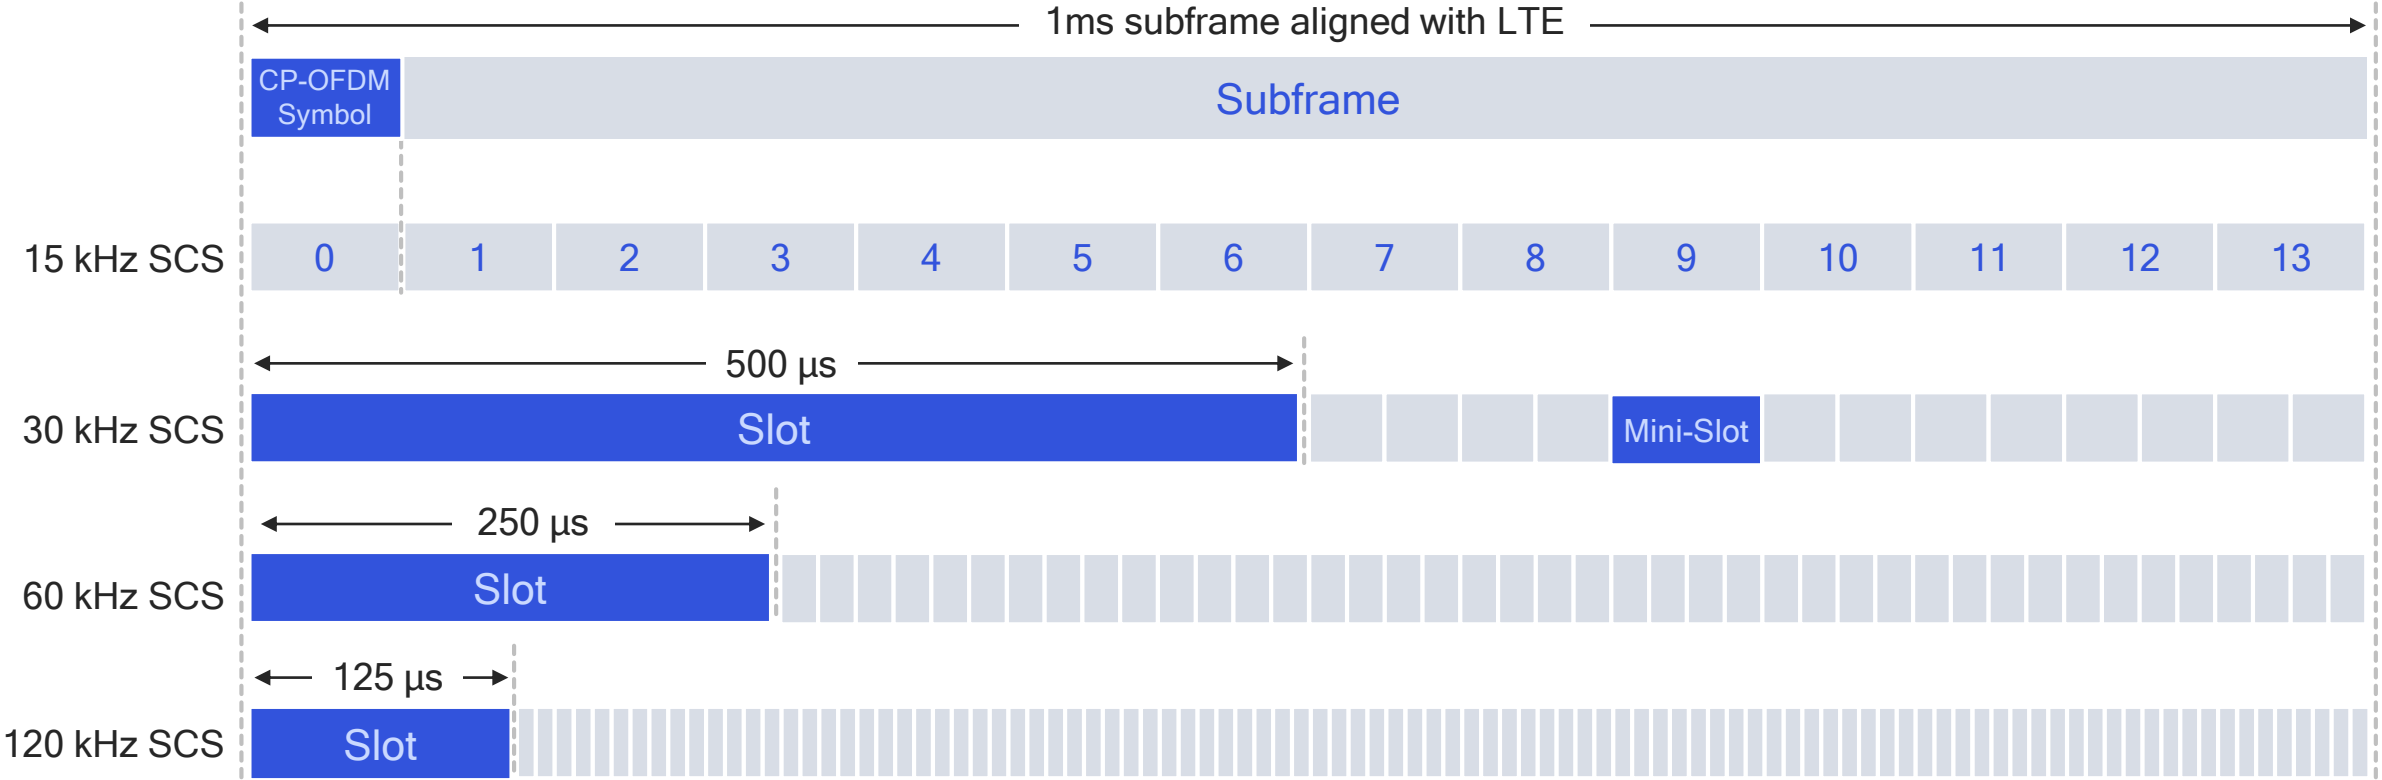 1ms subframe aligned with LTE
CP-OFDM
Symbol
Subframe
15 kHz SCS
0 1 2 3 4 5 6 7 8 9 10 11 12 13
500 µs
30 kHz SCS
Slot
Mini-Slot
250 µs
60 kHz SCS
Slot
125 µs
120 kHz SCS
Slot